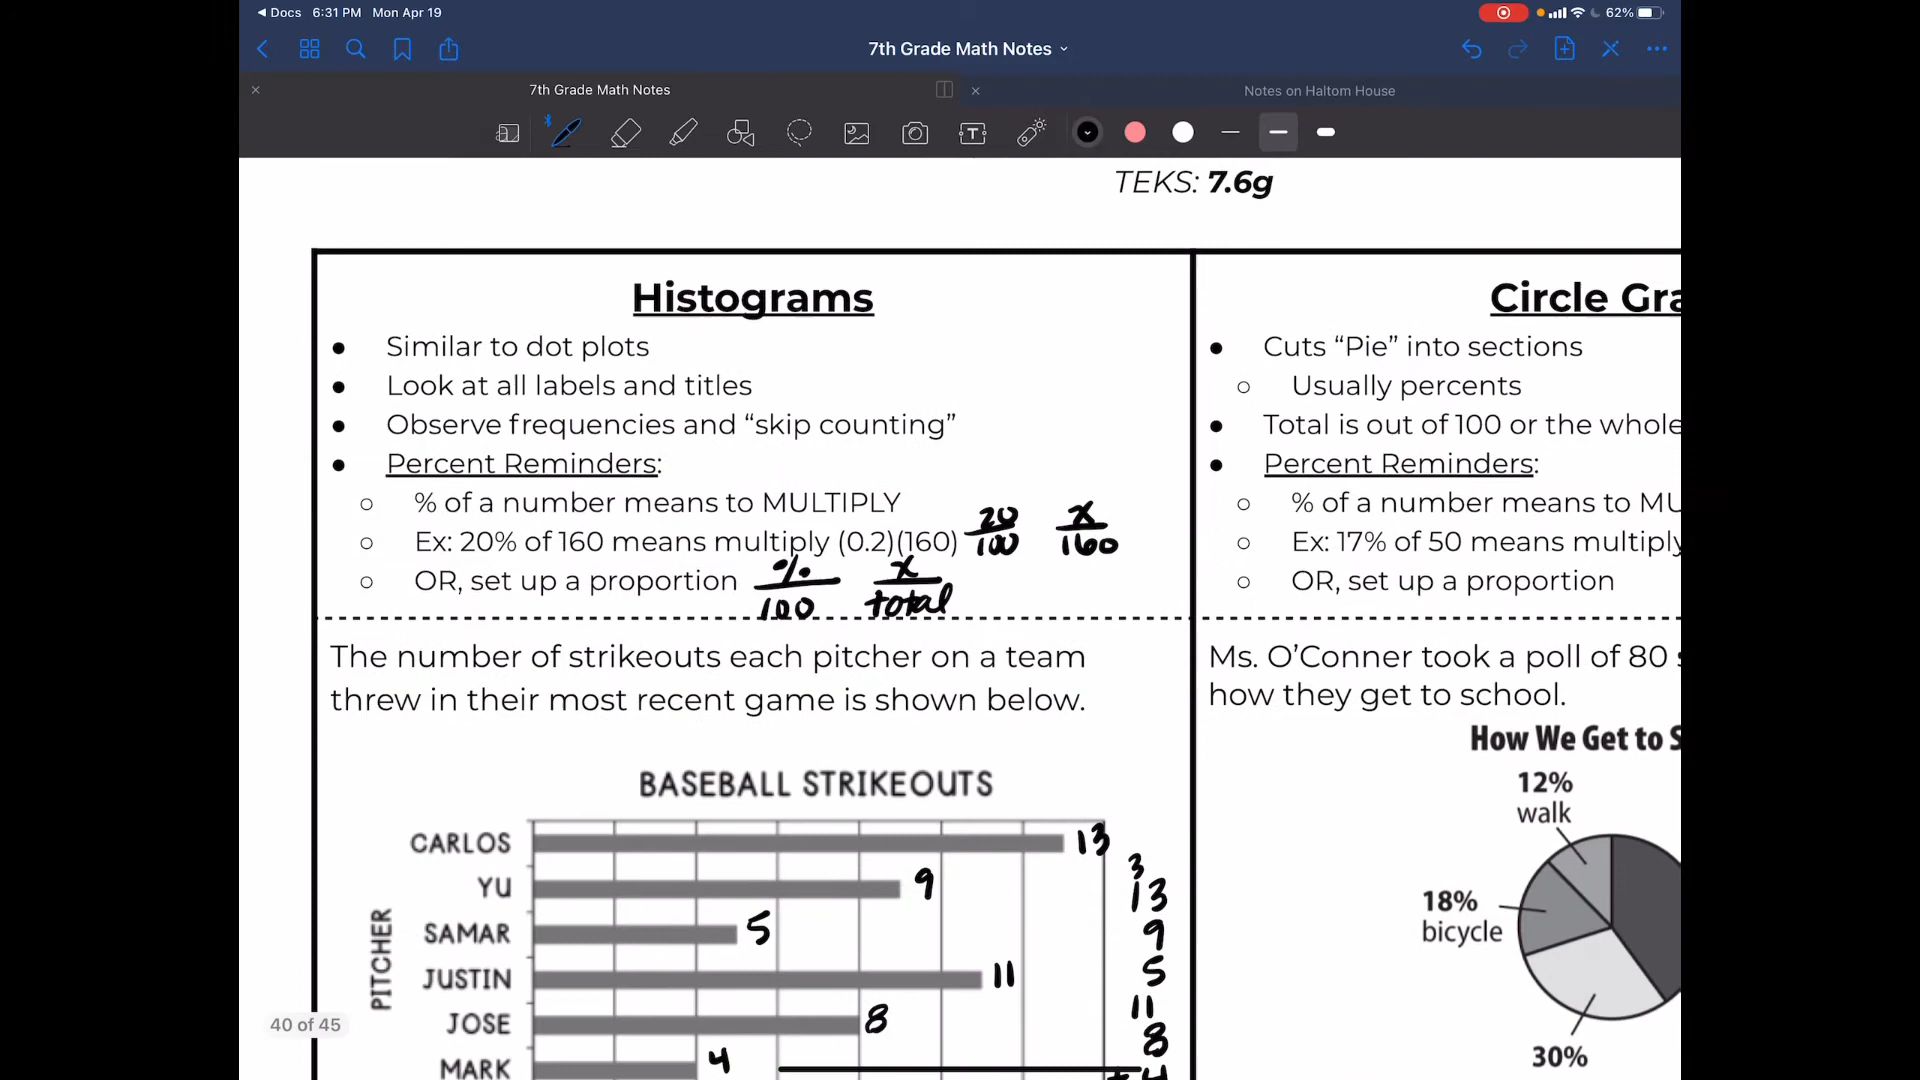 Docs 6:31 PM Mon Apr 19
62%
7th Grade Math Notes
7th Grade Math Notes
Notes on Haltom House
TEKS: 7.6g
Histograms
Similar to dot plots
Look at all labels and titles
Observe frequencies and “skip counting”
Percent Reminders:
% of a number means to MULTIPLY
Ex: 20% of 160 means multiply (0.2)(160) 20/100 x/160
OR, set up a proportion %/100 x/total
The number of strikeouts each pitcher on a team
threw in their most recent game is shown below.
BASEBALL STRIKEOUTS
PITCHER
CARLOS 13
YU 9
SAMAR 5
JUSTIN 11
JOSE 8
MARK 4
3
13
9
5
11
8
+4
40 of 45
Circle Gra
Cuts “Pie” into sections
Usually percents
Total is out of 100 or the whole
Percent Reminders:
% of a number means to MU
Ex: 17% of 50 means multiply
OR, set up a proportion
Ms. O’Conner took a poll of 80
how they get to school.
How We Get to S
12%
walk
18%
bicycle
30%